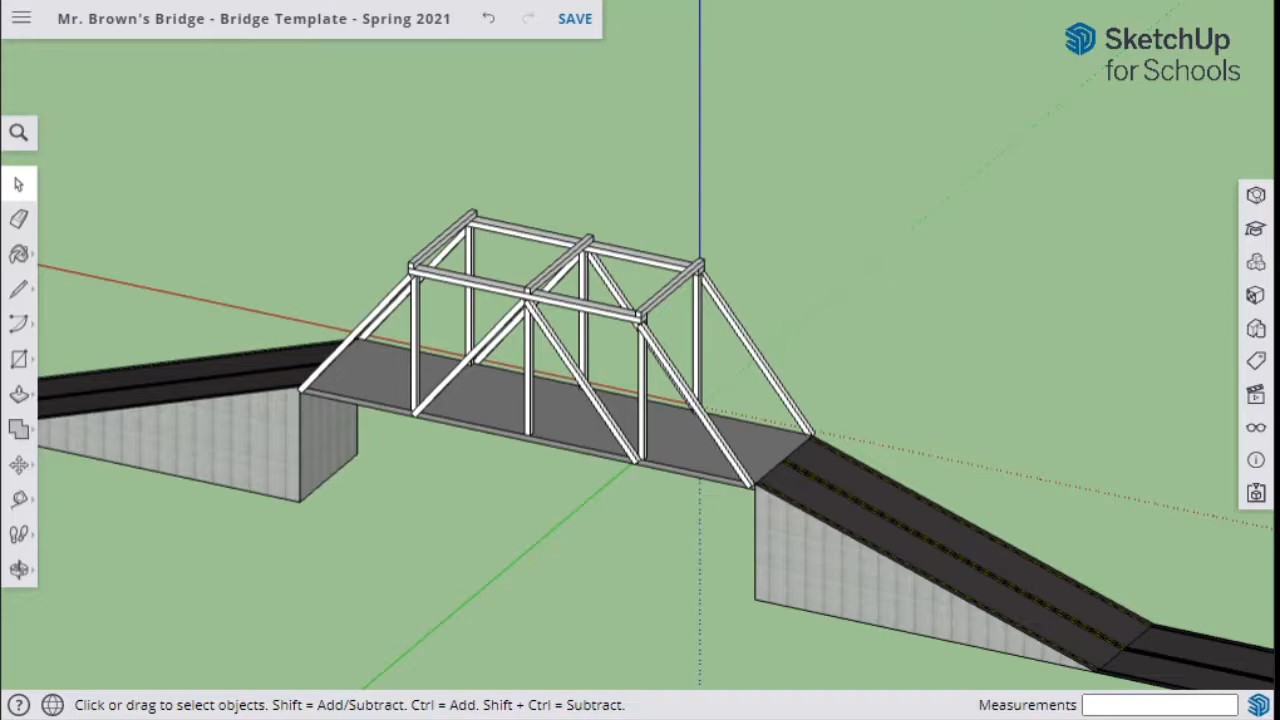 Mr. Brown's Bridge - Bridge Template - Spring 2021
SAVE
SketchUp
for Schools
Click or drag to select objects. Shift = Add/Subtract. Ctrl = Add. Shift + Ctrl = Subtract.
Measurements